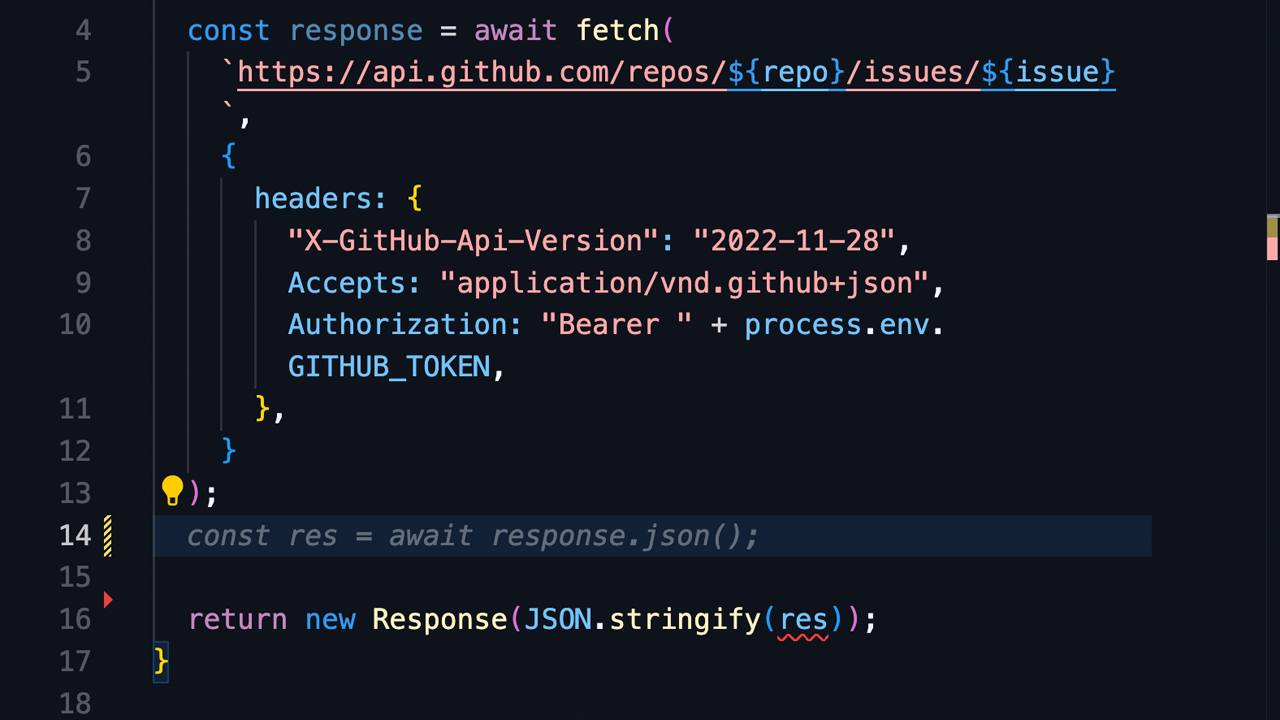 4 const response = await fetch(
5 `https://api.github.com/repos/${repo}/issues/${issue}
`,
6 {
7 headers: {
8 "X-GitHub-Api-Version": "2022-11-28",
9 Accepts: "application/vnd.github+json",
10 Authorization: "Bearer " + process.env.
GITHUB_TOKEN,
11 },
12 }
13 );
14 const res = await response.json();
15
16 return new Response(JSON.stringify(res));
17 }
18